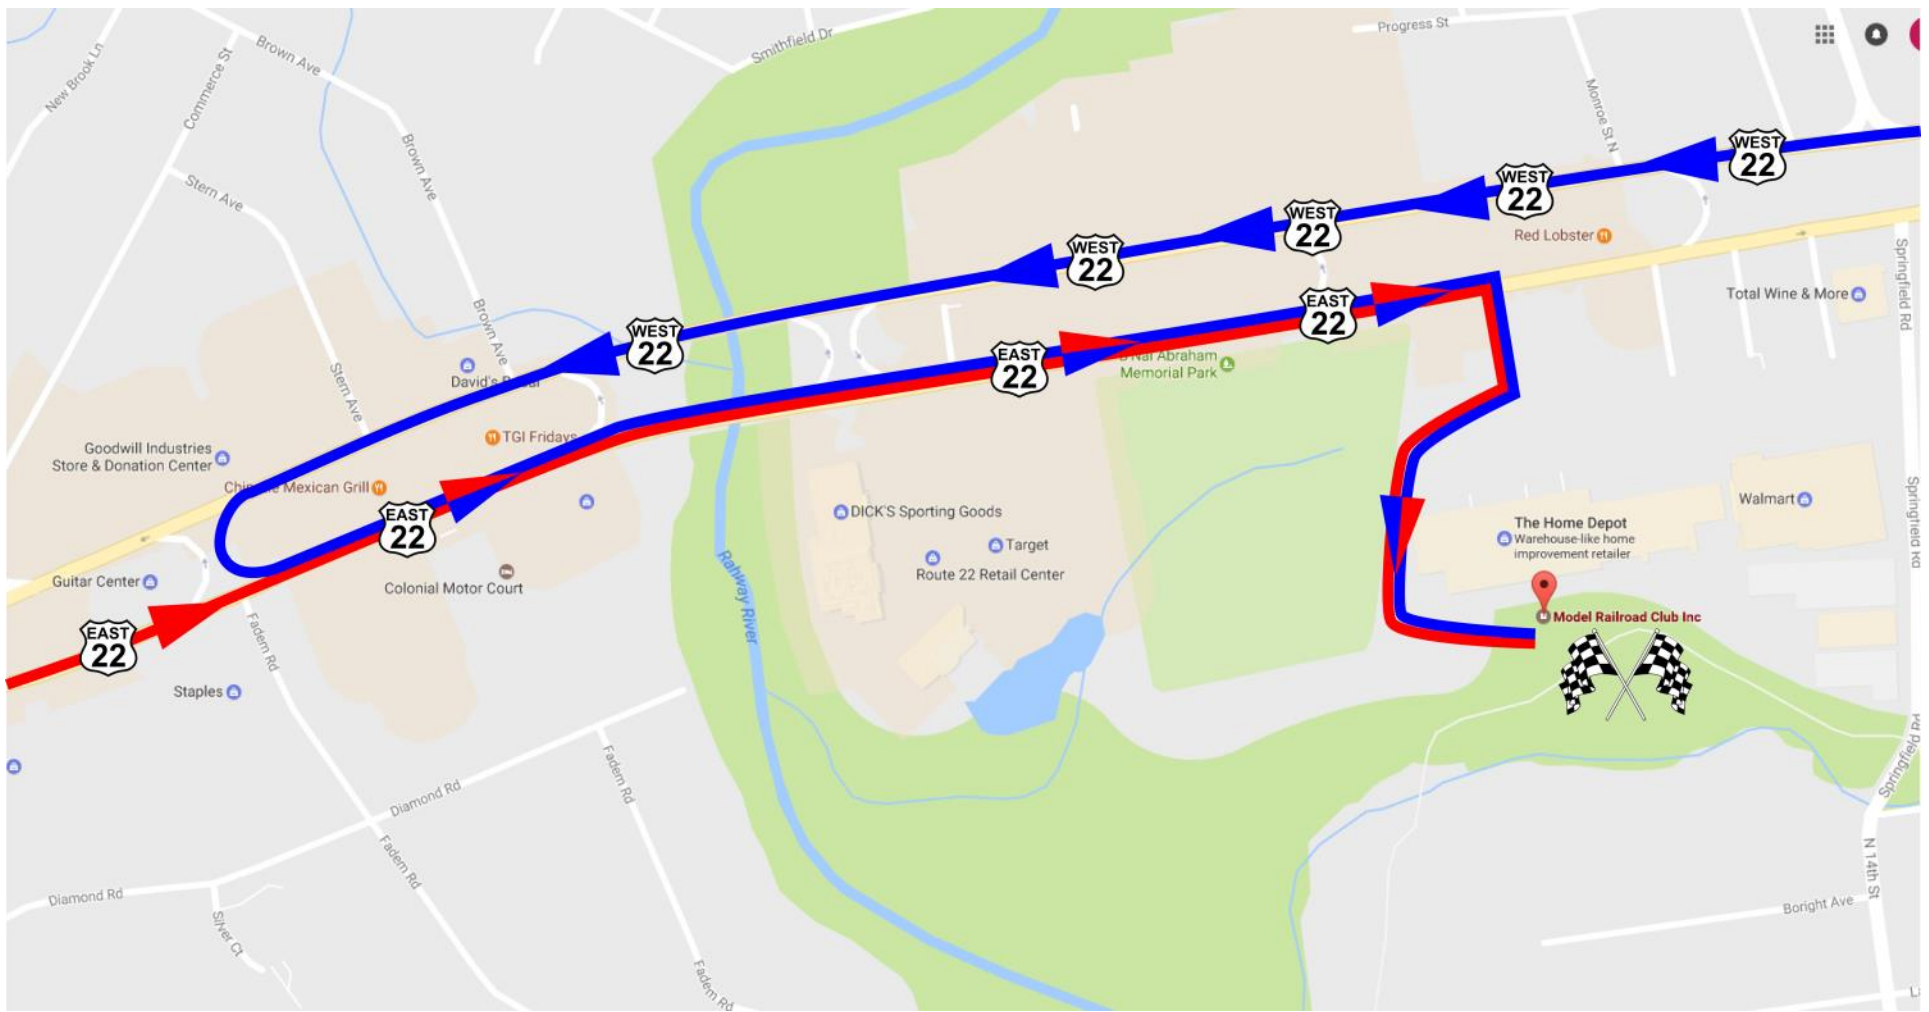 Smithfield Dr
Progress St
New Brook Ln
Commerce St
Brown Ave
Monroe St N
Brown Ave
Stern Ave
WEST
22
WEST
22
WEST
22
WEST
22
WEST
22
Red Lobster
Springfield Rd
Total Wine & More
EAST
22
EAST
22
Brown Ave
Abraham
Memorial Park
Stern Ave
David's
TGI Fridays
Goodwill Industries
Store & Donation Center
Mexican Grill
EAST
22
DICK'S Sporting Goods
Target
Route 22 Retail Center
Walmart
Springfield Rd
The Home Depot
Warehouse-like home
improvement retailer
Guitar Center
Colonial Motor Court
Rahway River
Model Railroad Club Inc
EAST
22
Fadem Rd
Staples
Diamond Rd
Fadem Rd
Springfield Rd
Fadem Rd
N 14th St
Diamond Rd
Silver Ct
Boright Ave
Fadem Rd